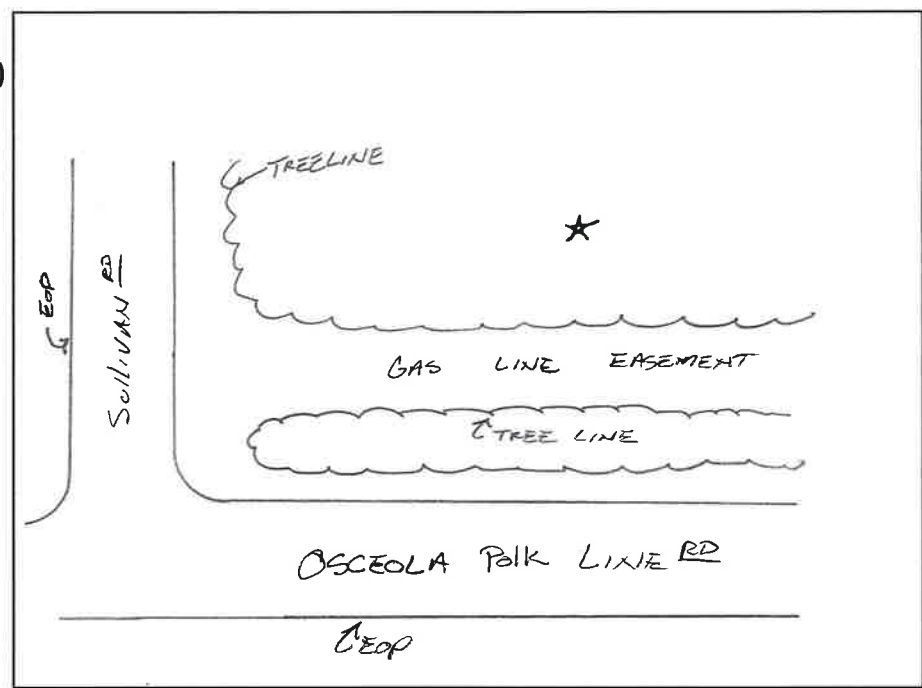 TREELINE
EOP
Sullivan RD
GAS LINE EASEMENT
TREE LINE
OSCEOLA Polk LINE RD
EOP